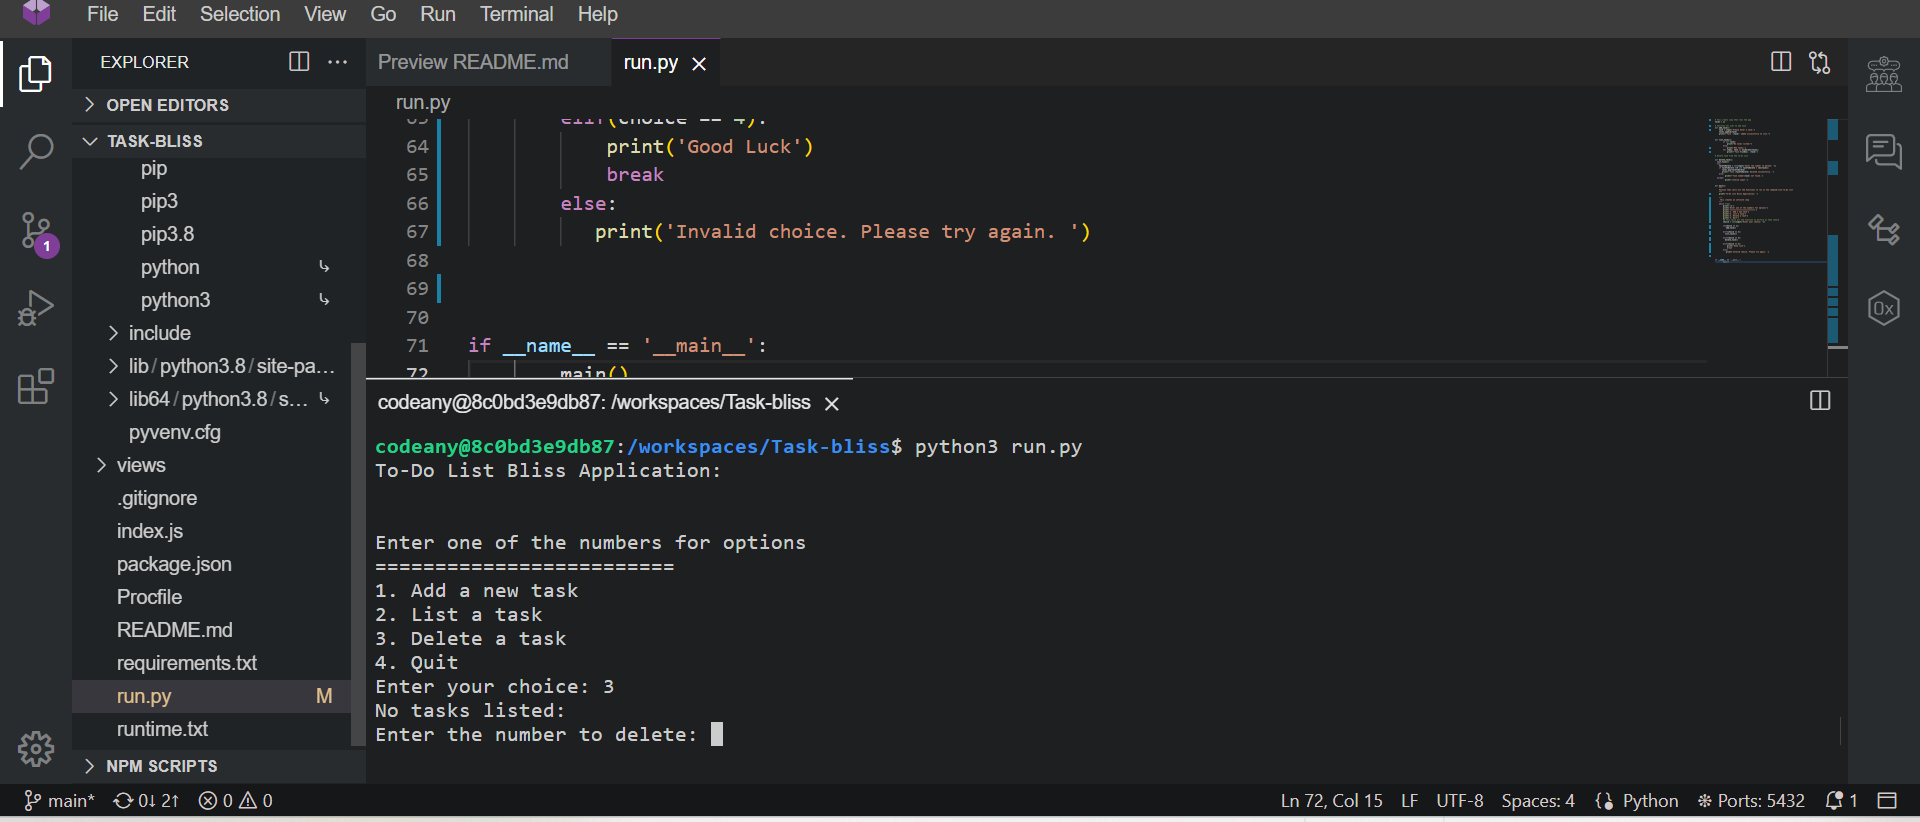 File Edit Selection View Go Run Terminal Help
EXPLORER
Preview README.md
run.py
OPEN EDITORS
TASK-BLISS
pip
pip3
pip3.8
python
python3
include
lib/python3.8/site-pa...
lib64/python3.8/s...
pyvenv.cfg
views
.gitignore
index.js
package.json
Procfile
README.md
requirements.txt
run.py M
runtime.txt
NPM SCRIPTS
1
run.py
63 elif(choice == 4):
64 print('Good Luck')
65 break
66 else:
67 print('Invalid choice. Please try again. ')
68
69
70
71 if __name__ == '__main__':
72 main()
codeany@8c0bd3e9db87: /workspaces/Task-bliss
codeany@8c0bd3e9db87:/workspaces/Task-bliss$ python3 run.py
To-Do List Bliss Application:
Enter one of the numbers for options
=========================
1. Add a new task
2. List a task
3. Delete a task
4. Quit
Enter your choice: 3
No tasks listed:
Enter the number to delete:
0x
main* 0↓ 2↑ 0 0 Ln 72, Col 15 LF UTF-8 Spaces: 4 Python Ports: 5432 1